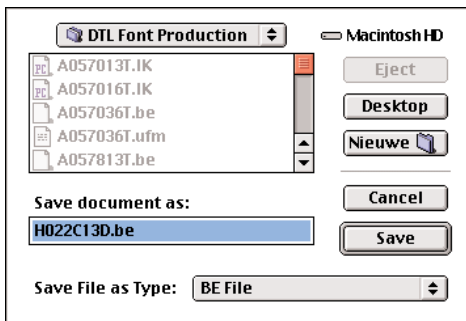 DTL Font Production
Macintosh HD
A057013T.IK
A057016T.IK
A057036T.be
A057036T.ufm
A057813T.be
Eject
Desktop
Nieuwe
Save document as:
H022C13D.be
Cancel
Save
Save File as Type: BE File